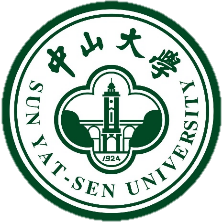 中山大學
1924
SUN YAT-SEN UNIVERSITY